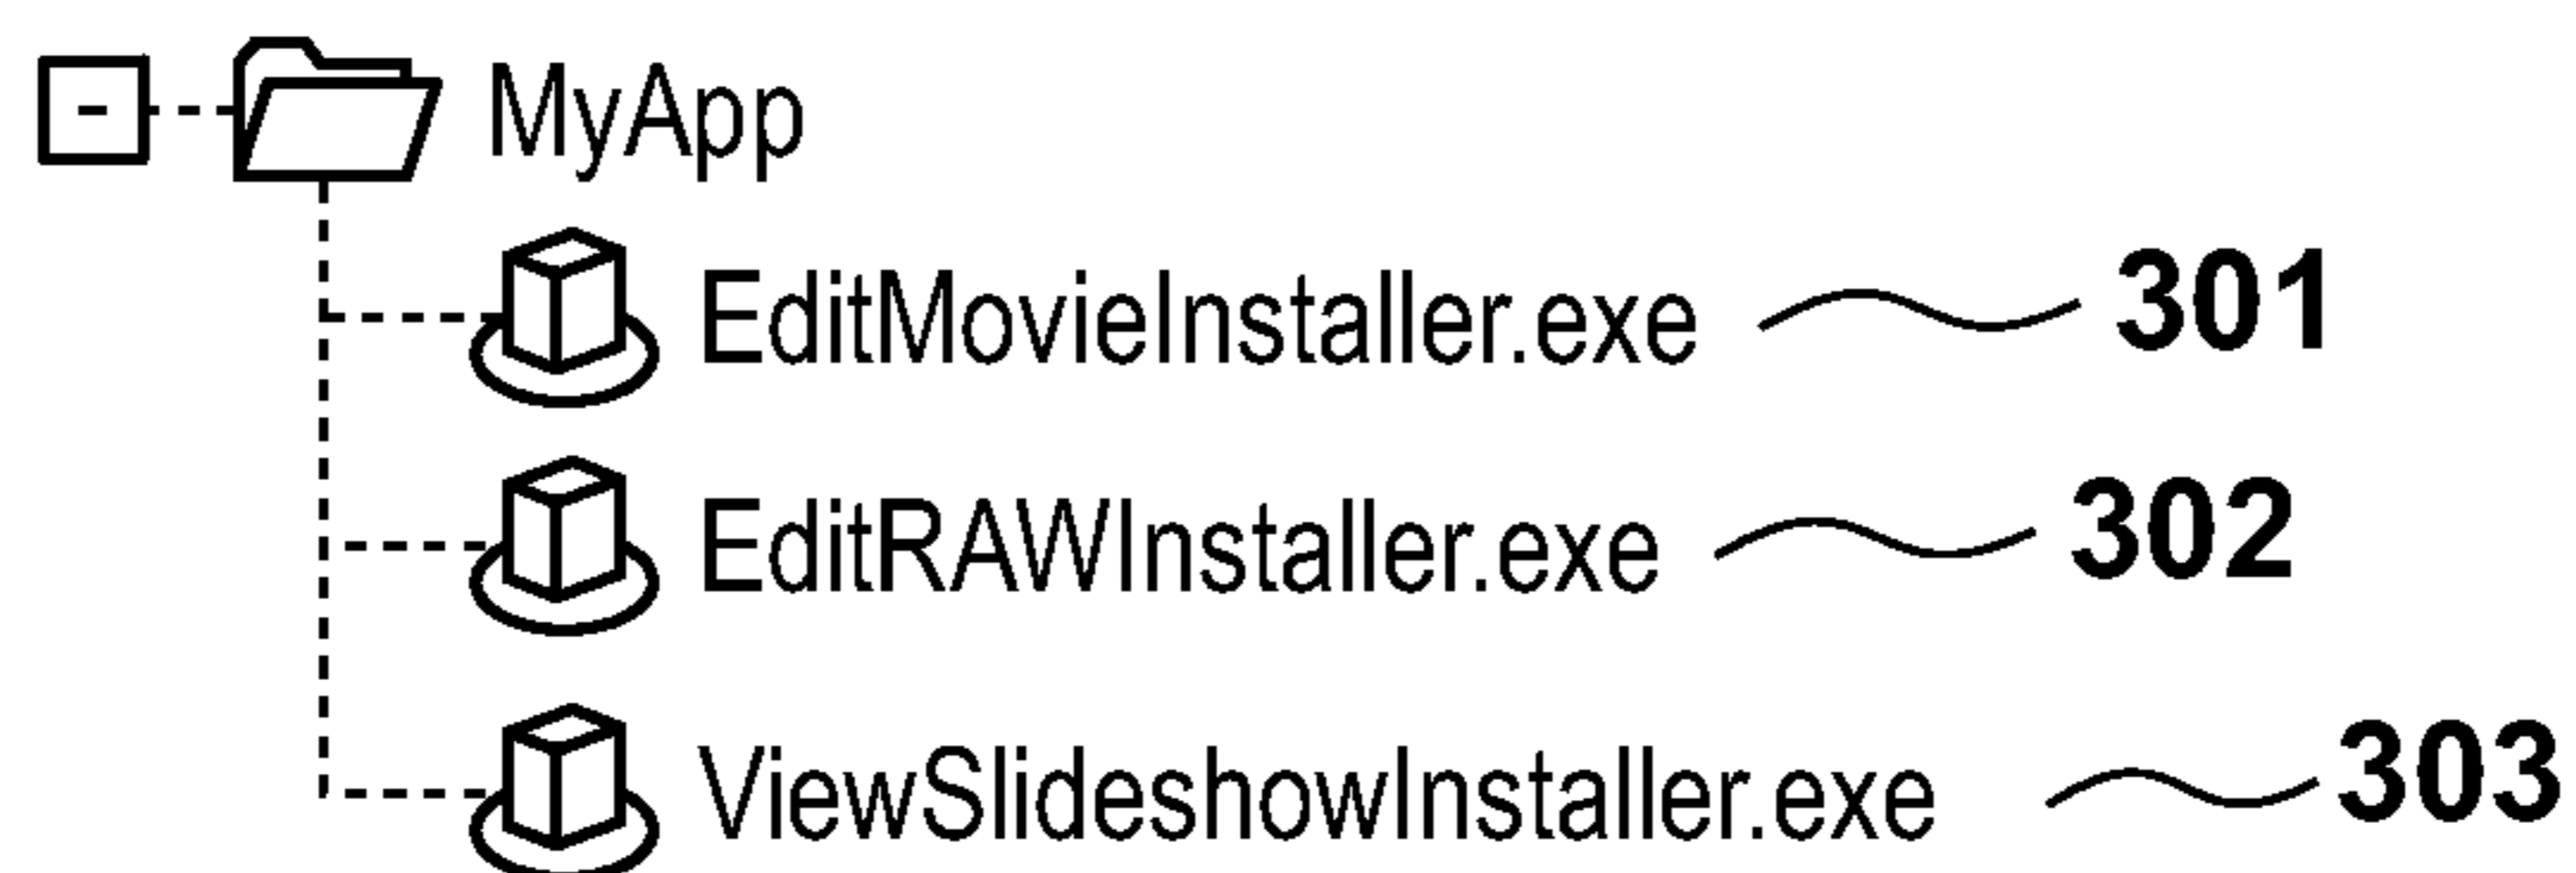 MyApp
EditMovieInstaller.exe 301
EditRAWInstaller.exe 302
ViewSlideshowInstaller.exe 303